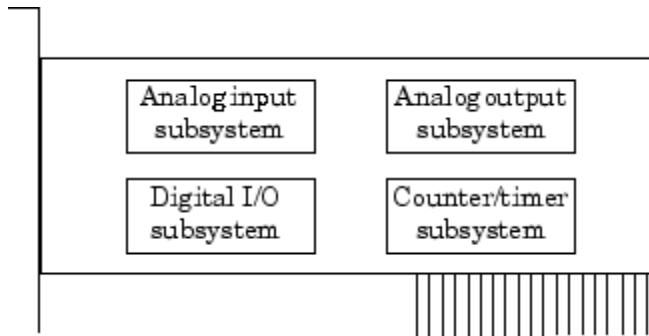 Analog input
subsystem
Analog output
subsystem
Digital I/O
subsystem
Counter/timer
subsystem